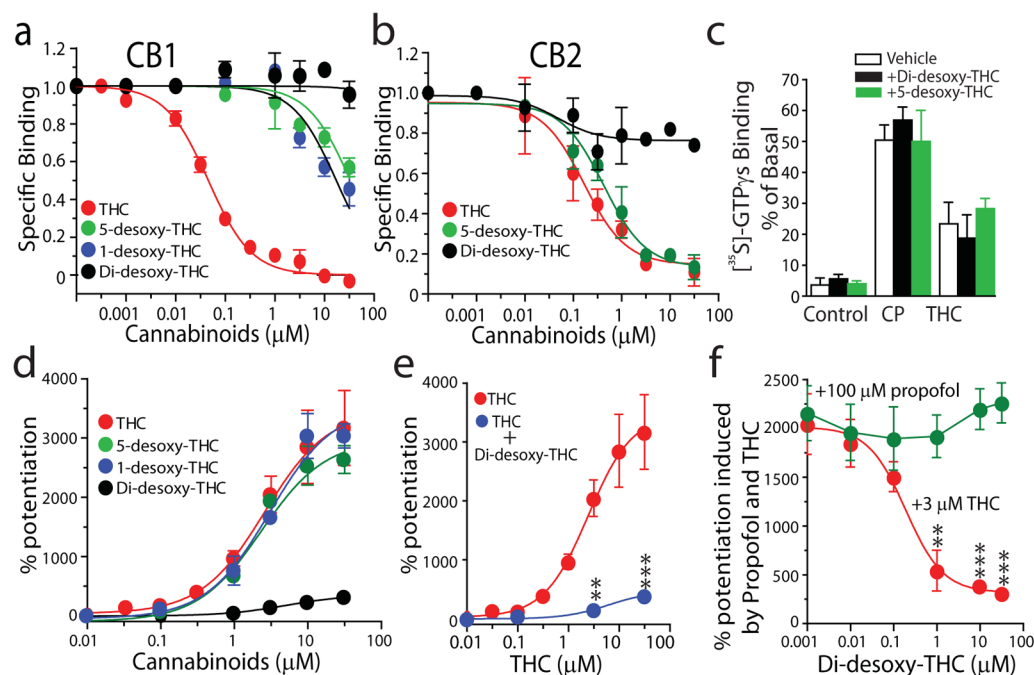 a
CB1
Specific Binding
1.2
1.0
0.8
0.6
0.4
0.2
0
THC
5-desoxy-THC
1-desoxy-THC
Di-desoxy-THC
0.001
0.01
0.1
1.0
10
100
Cannabinoids (μM)
b
CB2
Specific Binding
1.2
1.0
0.8
0.6
0.4
0.2
0
THC
5-desoxy-THC
Di-desoxy-THC
0.001
0.01
0.1
1.0
10
100
Cannabinoids (μM)
c
Vehicle
+Di-desoxy-THC
+5-desoxy-THC
[³⁵S]-GTPγs Binding
% of Basal
70
60
50
40
30
20
10
0
Control
CP
THC
d
% potentiation
4000
3000
2000
1000
0
THC
5-desoxy-THC
1-desoxy-THC
Di-desoxy-THC
0.01
0.1
1
10
100
Cannabinoids (μM)
e
% potentiation
4000
3000
2000
1000
0
THC
THC
+
Di-desoxy-THC
**
***
0.01
0.1
1
10
100
THC (μM)
f
% potentiation induced
by Propofol and THC
2500
2250
2000
1500
1000
500
0
+100 μM propofol
+3 μM THC
**
***
***
0.001
0.01
0.1
1
10
100
Di-desoxy-THC (μM)